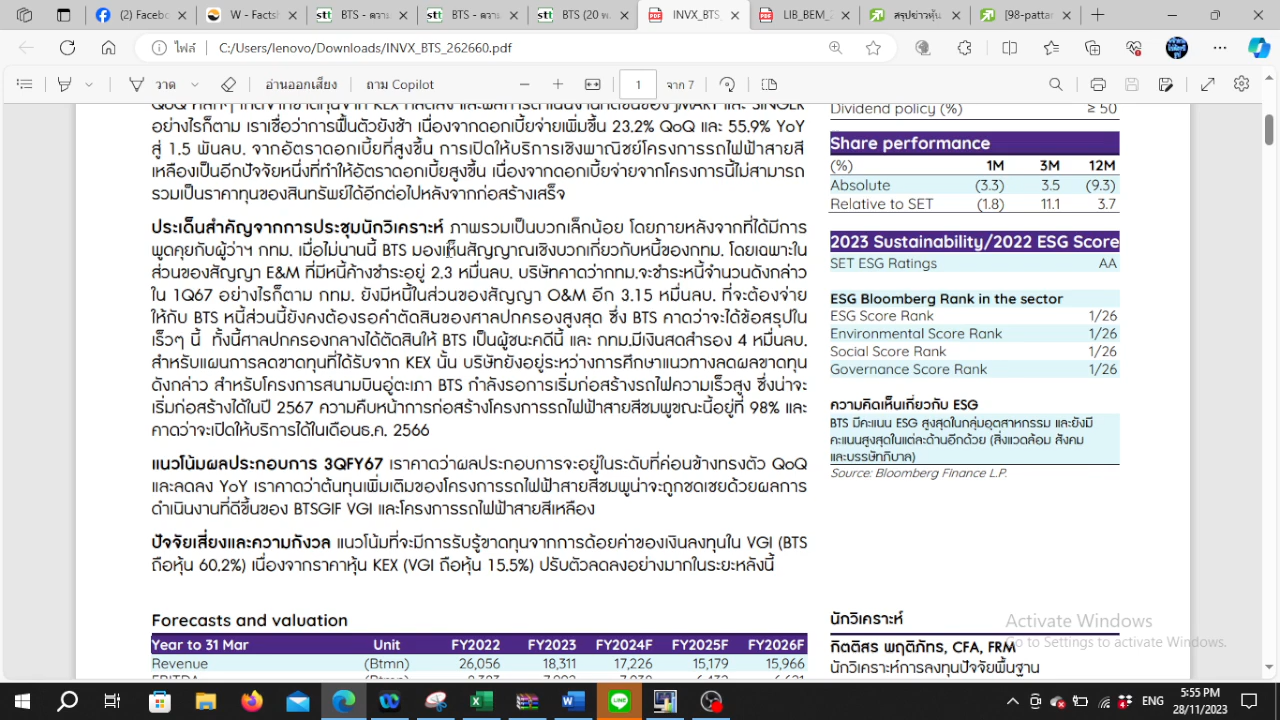 (2) Faceb
W - Factsh
BTS - ความ
BTS - ความ
BTS (20 พ.
INVX_BTS_
LIB_BEM_2
สรุปข่าวหุ้น
[98-pattar
ไฟล์ C:/Users/lenovo/Downloads/INVX_BTS_262660.pdf
วาด อ่านออกเสียง ถาม Copilot 1 จาก 7
อย่างไรก็ตาม เราเชื่อว่าการฟื้นตัวยังช้า เนื่องจากดอกเบี้ยจ่ายเพิ่มขึ้น 23.2% QoQ และ 55.9% YoY
สู่ 1.5 พันลบ. จากอัตราดอกเบี้ยที่สูงขึ้น การเปิดให้บริการเชิงพาณิชย์โครงการรถไฟฟ้าสายสี
เหลืองเป็นอีกปัจจัยหนึ่งที่ทำให้อัตราดอกเบี้ยสูงขึ้น เนื่องจากดอกเบี้ยจ่ายจากโครงการนี้ไม่สามารถ
รวมเป็นราคาทุนของสินทรัพย์ได้อีกต่อไปหลังจากก่อสร้างเสร็จ
ประเด็นสำคัญจากการประชุมนักวิเคราะห์ ภาพรวมเป็นบวกเล็กน้อย โดยภายหลังจากที่ได้มีการ
พูดคุยกับผู้ว่าฯ กทม. เมื่อไม่นานนี้ BTS มองเห็นสัญญาณเชิงบวกเกี่ยวกับหนี้ของกทม. โดยเฉพาะใน
ส่วนของสัญญา E&M ที่มีหนี้ค้างชำระอยู่ 2.3 หมื่นลบ. บริษัทคาดว่ากทม.จะชำระหนี้จำนวนดังกล่าว
ใน 1Q67 อย่างไรก็ตาม กทม. ยังมีหนี้ในส่วนของสัญญา O&M อีก 3.15 หมื่นลบ. ที่จะต้องจ่าย
ให้กับ BTS หนี้ส่วนนี้ยังคงต้องรอคำตัดสินของศาลปกครองสูงสุด ซึ่ง BTS คาดว่าจะได้ข้อสรุปใน
เร็วๆ นี้ ทั้งนี้ศาลปกครองกลางได้ตัดสินให้ BTS เป็นผู้ชนะคดีนี้ และ กทม.มีเงินสดสำรอง 4 หมื่นลบ.
สำหรับแผนการลดขาดทุนที่ได้รับจาก KEX นั้น บริษัทยังอยู่ระหว่างการศึกษาแนวทางลดผลขาดทุน
ดังกล่าว สำหรับโครงการสนามบินอู่ตะเภา BTS กำลังรอการเริ่มก่อสร้างรถไฟความเร็วสูง ซึ่งน่าจะ
เริ่มก่อสร้างได้ในปี 2567 ความคืบหน้าการก่อสร้างโครงการรถไฟฟ้าสายสีชมพูขณะนี้อยู่ที่ 98% และ
คาดว่าจะเปิดให้บริการได้ในเดือนธ.ค. 2566
แนวโน้มผลประกอบการ 3QFY67 เราคาดว่าผลประกอบการจะอยู่ในระดับที่ค่อนข้างทรงตัว QoQ
และลดลง YoY เราคาดว่าต้นทุนเพิ่มเติมของโครงการรถไฟฟ้าสายสีชมพูน่าจะถูกชดเชยด้วยผลการ
ดำเนินงานที่ดีขึ้นของ BTSGIF VGI และโครงการรถไฟฟ้าสายสีเหลือง
ปัจจัยเสี่ยงและความกังวล แนวโน้มที่จะมีการรับรู้ขาดทุนจากการด้อยค่าของเงินลงทุนใน VGI (BTS
ถือหุ้น 60.2%) เนื่องจากราคาหุ้น KEX (VGI ถือหุ้น 15.5%) ปรับตัวลดลงอย่างมากในระยะหลังนี้
Forecasts and valuation
Year to 31 Mar Unit FY2022 FY2023 FY2024F FY2025F FY2026F
Revenue (Btmn) 26,056 18,311 17,226 15,179 15,966
Dividend policy (%) ≥ 50
Share performance
(%) 1M 3M 12M
Absolute (3.3) 3.5 (9.3)
Relative to SET (1.8) 11.1 3.7
2023 Sustainability/2022 ESG Score
SET ESG Ratings AA
ESG Bloomberg Rank in the sector
ESG Score Rank 1/26
Environmental Score Rank 1/26
Social Score Rank 1/26
Governance Score Rank 1/26
ความคิดเห็นเกี่ยวกับ ESG
BTS มีคะแนน ESG สูงสุดในกลุ่มอุตสาหกรรม และยังมี
คะแนนสูงสุดในแต่ละด้านอีกด้วย (สิ่งแวดล้อม สังคม
และบรรษัทภิบาล)
Source: Bloomberg Finance L.P.
นักวิเคราะห์
กิตติสร พฤติภัทร, CFA, FRM
นักวิเคราะห์การลงทุนปัจจัยพื้นฐาน
Activate Windows
Go to Settings to activate Windows.
ENG
5:55 PM
28/11/2023